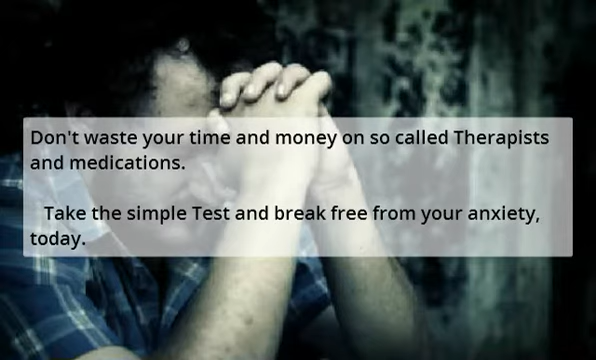 Don't waste your time and money on so called Therapists
and medications.
Take the simple Test and break free from your anxiety,
today.